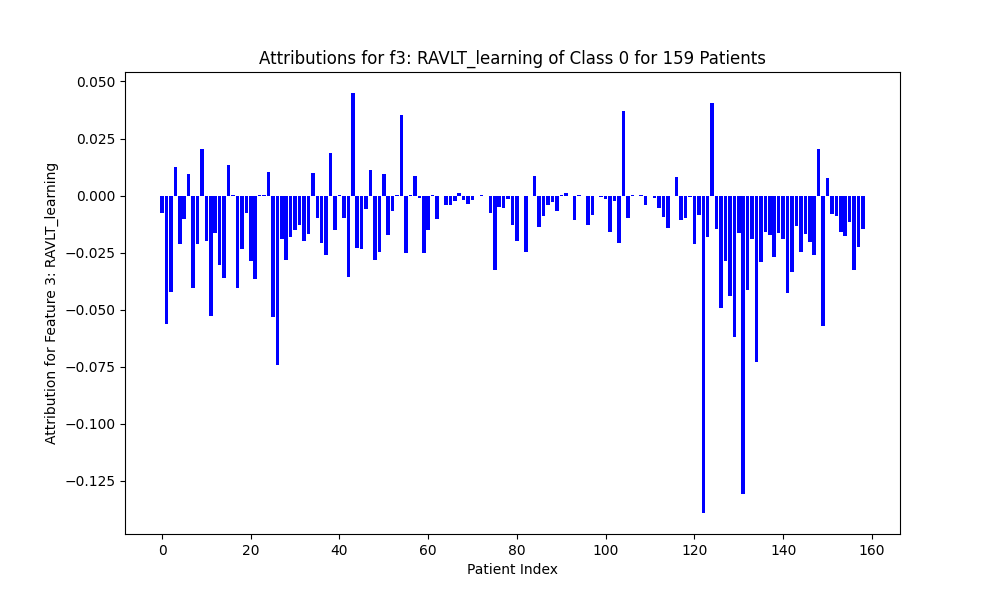 Attributions for f3: RAVLT_learning of Class 0 for 159 Patients
Attribution for Feature 3: RAVLT_learning
0.050
0.025
0.000
−0.025
−0.050
−0.075
−0.100
−0.125
0 20 40 60 80 100 120 140 160
Patient Index